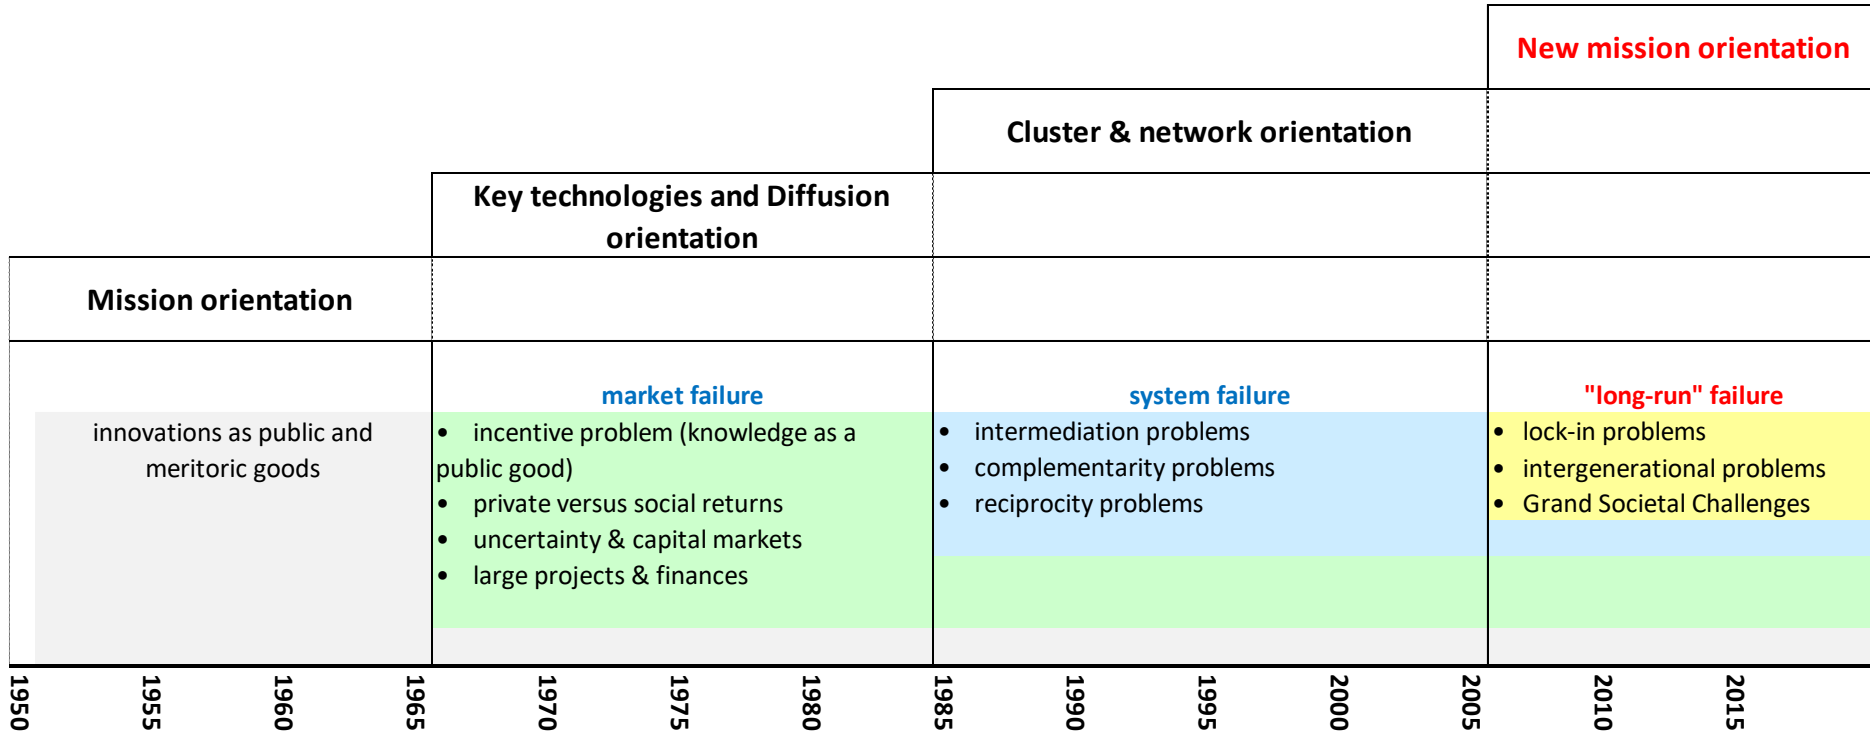 New mission orientation
Cluster & network orientation
Key technologies and Diffusion
orientation
Mission orientation
market failure
system failure
"long-run" failure
innovations as public and
meritoric goods
• incentive problem (knowledge as a
public good)
• private versus social returns
• uncertainty & capital markets
• large projects & finances
• intermediation problems
• complementarity problems
• reciprocity problems
• lock-in problems
• intergenerational problems
• Grand Societal Challenges
1950
1955
1960
1965
1970
1975
1980
1985
1990
1995
2000
2005
2010
2015